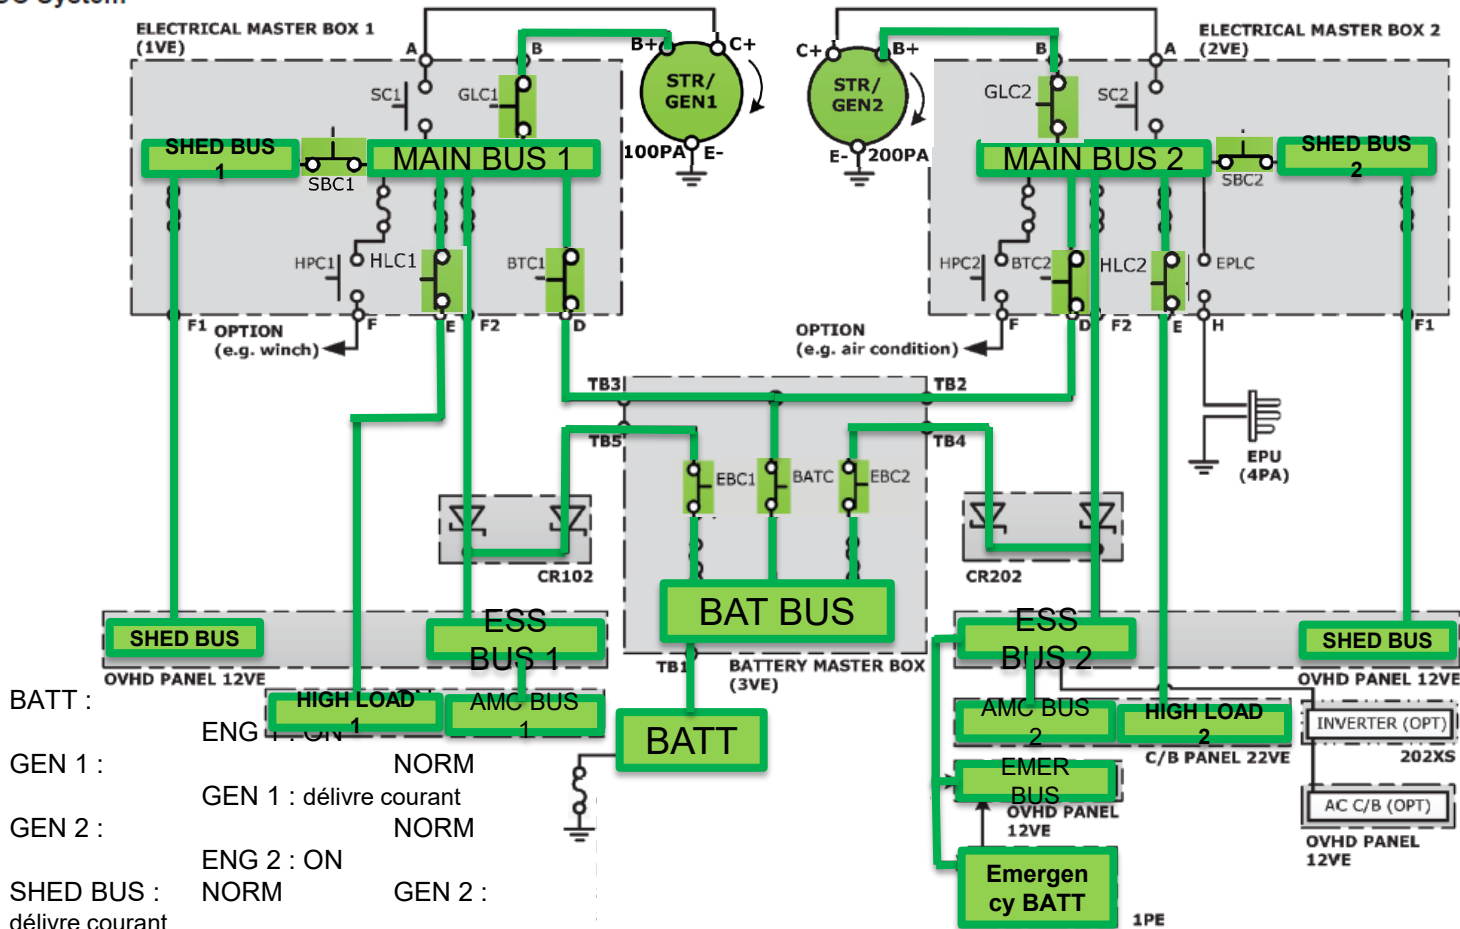 DC System
ELECTRICAL MASTER BOX 1
(1VE)
ELECTRICAL MASTER BOX 2
(2VE)
A
B
B+
C+
C+
B+
B
A
SC1
GLC1
STR/
GEN1
STR/
GEN2
GLC2
SC2
100PA
E-
E-
200PA
SHED BUS
1
SBC1
MAIN BUS 1
MAIN BUS 2
SBC2
SHED BUS
2
HPC1
HLC1
BTC1
HPC2
BTC2
HLC2
EPLC
F1
OPTION
(e.g. winch)
F
E
F2
D
OPTION
(e.g. air condition)
F
D
F2
E
H
F1
TB3
TB2
TB5
TB4
EBC1
BATC
EBC2
EPU
(4PA)
CR102
CR202
BAT BUS
SHED BUS
ESS
BUS 1
ESS
BUS 2
SHED BUS
OVHD PANEL 12VE
TB1
BATTERY MASTER BOX
(3VE)
OVHD PANEL 12VE
HIGH LOAD
1
AMC BUS
1
BATT
AMC BUS
2
HIGH LOAD
2
C/B PANEL 22VE
INVERTER (OPT)
202XS
EMER
BUS
OVHD PANEL
12VE
AC C/B (OPT)
OVHD PANEL
12VE
Emergen
cy BATT
1PE
BATT :
ENG 1 : ON
GEN 1 : NORM
GEN 1 : délivre courant
GEN 2 : NORM
ENG 2 : ON
SHED BUS : NORM GEN 2 :
délivre courant